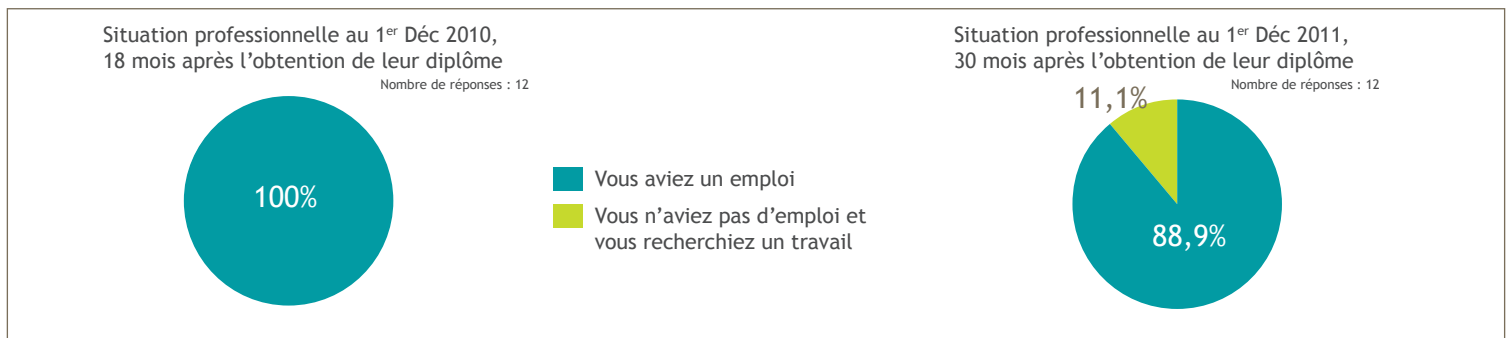 Situation professionnelle au 1er Déc 2010,
18 mois après l'obtention de leur diplôme
Nombre de réponses : 12
100%
Vous aviez un emploi
Vous n'aviez pas d'emploi et
vous recherchiez un travail
Situation professionnelle au 1er Déc 2011,
30 mois après l'obtention de leur diplôme
Nombre de réponses : 12
11,1%
88,9%